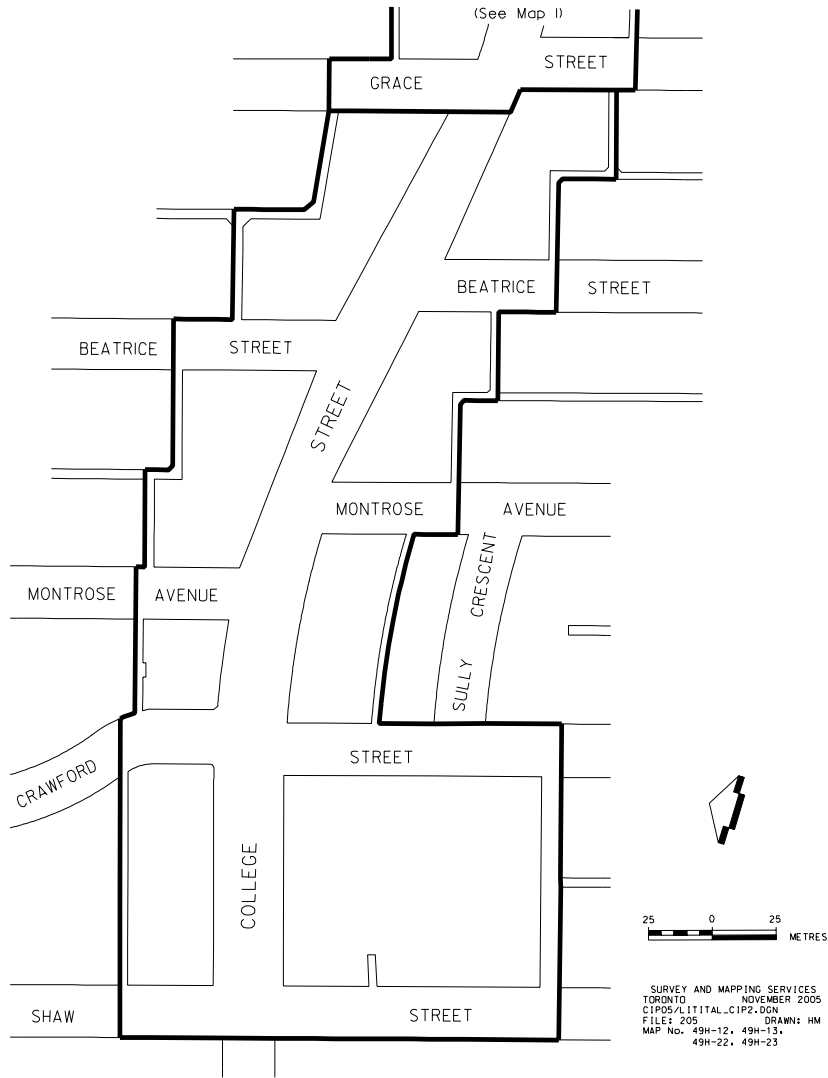 (See Map 1)
GRACE STREET
BEATRICE STREET
BEATRICE STREET
STREET
MONTROSE AVENUE
CRESCENT
SULLY
MONTROSE AVENUE
STREET
CRAWFORD
COLLEGE
25 0 25
METRES
SHAW STREET
SURVEY AND MAPPING SERVICES
TORONTO NOVEMBER 2005
CIP05/LITITAL_CIP2.DGN
FILE: 205 DRAWN: HM
MAP No. 49H-12, 49H-13,
49H-22, 49H-23